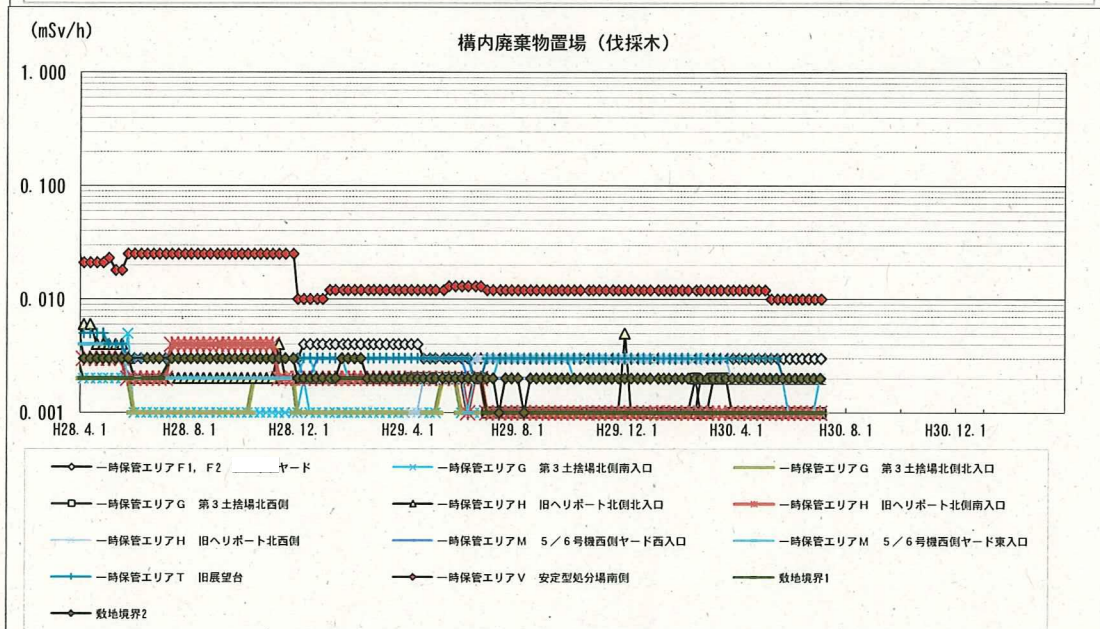 (mSv/h)
構内廃棄物置場（伐採木）
1.000
0.100
0.010
0.001
H28.4.1 H28.8.1 H28.12.1 H29.4.1 H29.8.1 H29.12.1 H30.4.1 H30.8.1 H30.12.1
一時保管エリアＦ1, Ｆ2 ヤード 一時保管エリアＧ 第３土捨場北側南入口 一時保管エリアＧ 第３土捨場北側北入口
一時保管エリアＧ 第３土捨場北西側 一時保管エリアＨ 旧ヘリポート北側北入口 一時保管エリアＨ 旧ヘリポート北側南入口
一時保管エリアＨ 旧ヘリポート北西側 一時保管エリアＭ ５／６号機西側ヤード西入口 一時保管エリアＭ ５／６号機西側ヤード東入口
一時保管エリアＴ 旧展望台 一時保管エリアＶ 安定型処分場南側 敷地境界1
敷地境界2